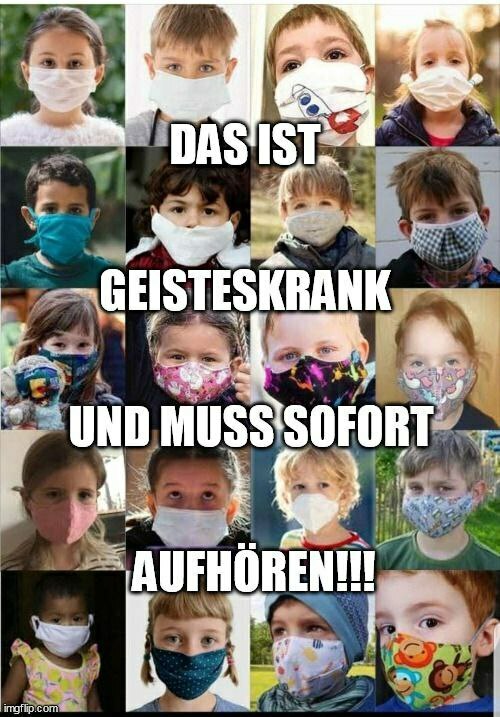 DAS IST
GEISTESKRANK
UND MUSS SOFORT
AUFHÖREN!!!
imgflip.com